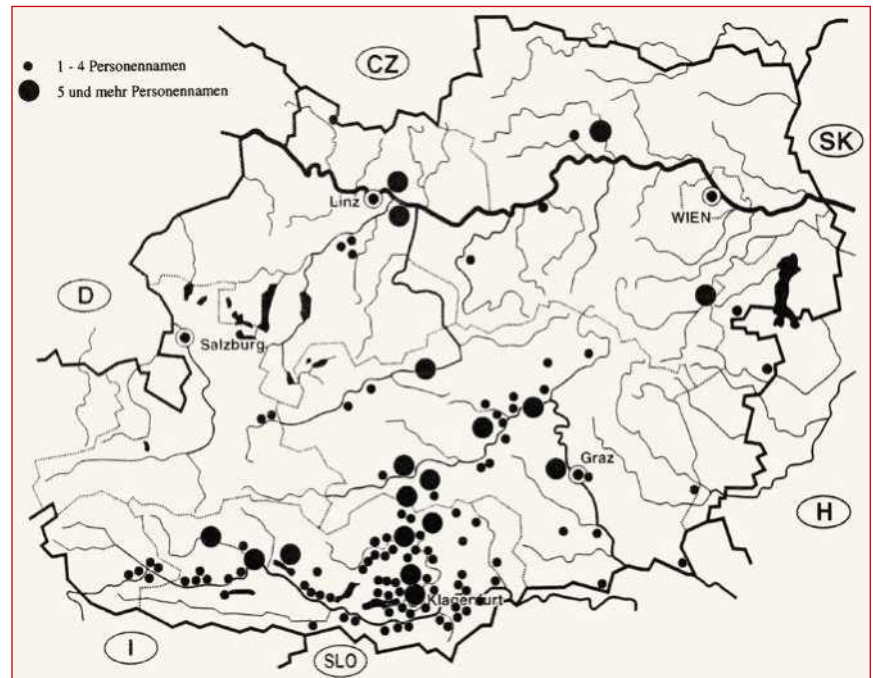 1 - 4 Personennamen
5 und mehr Personennamen
CZ
SK
Linz
WIEN
D
Salzburg
Graz
H
Klagenfurt
I
SLO